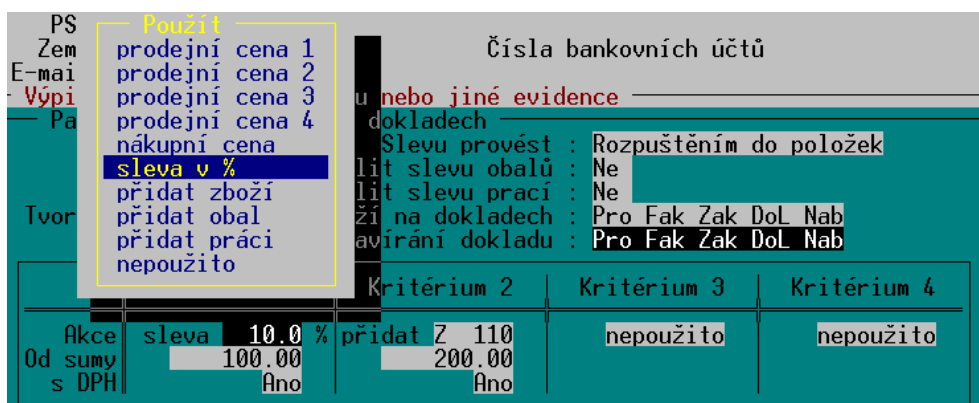 PS
Použít
Zem
prodejní cena 1
Čísla bankovních účtů
E-mai
prodejní cena 2
Výpi
prodejní cena 3
u nebo jiné evidence
Pa
prodejní cena 4
dokladech
nákupní cena
Slevu provést : Rozpuštěním do položek
sleva v %
lit slevu obalů : Ne
přidat zboží
lit slevu prací : Ne
Tvor
přidat obal
ží na dokladech : Pro Fak Zak DoL Nab
přidat práci
avírání dokladu : Pro Fak Zak DoL Nab
nepoužito
Kritérium 2 Kritérium 3 Kritérium 4
Akce sleva 10.0 % přidat Z 110 nepoužito nepoužito
Od sumy 100.00 200.00
s DPH Ano Ano